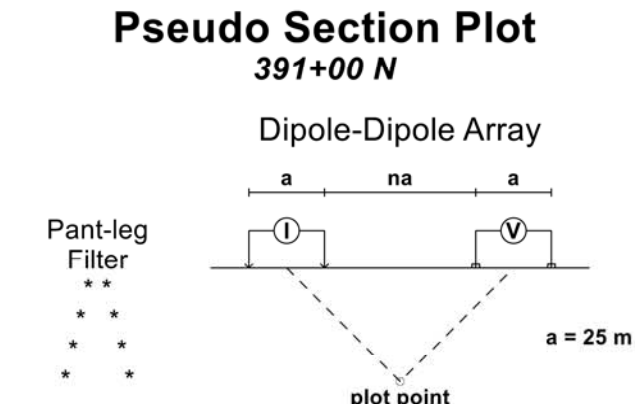 Pseudo Section Plot
391+00 N
Dipole-Dipole Array
a na a
Pant-leg
Filter
I V
* *
* *
* *
* *
a = 25 m
plot point